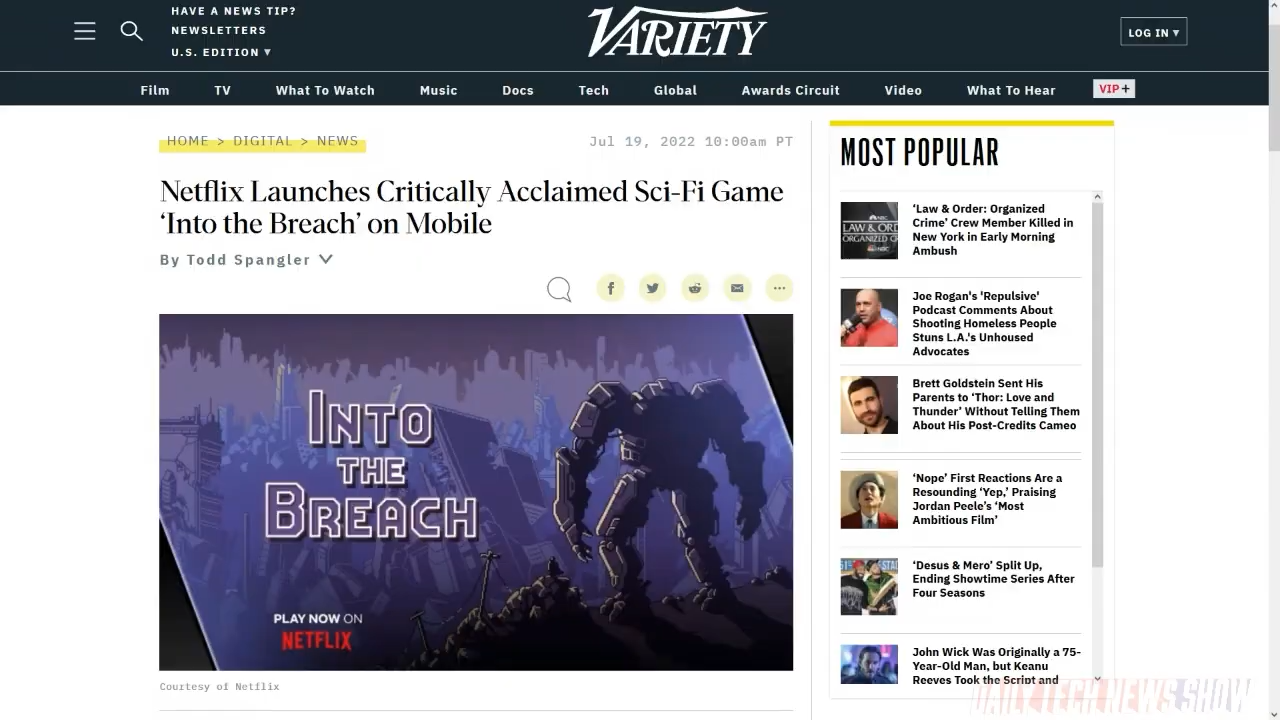 HAVE A NEWS TIP?
NEWSLETTERS
U.S. EDITION ▾
VARIETY
LOG IN ▾
Film TV What To Watch Music Docs Tech Global Awards Circuit Video What To Hear VIP+
HOME > DIGITAL > NEWS
Jul 19, 2022 10:00am PT
Netflix Launches Critically Acclaimed Sci-Fi Game
‘Into the Breach’ on Mobile
By Todd Spangler
INTO
THE
BREACH
PLAY NOW ON
NETFLIX
Courtesy of Netflix
MOST POPULAR
NBC
LAW & ORD
ORGANIZED CR
NBC
‘Law & Order: Organized
Crime’ Crew Member Killed in
New York in Early Morning
Ambush
Joe Rogan's 'Repulsive'
Podcast Comments About
Shooting Homeless People
Stuns L.A.'s Unhoused
Advocates
Brett Goldstein Sent His
Parents to ‘Thor: Love and
Thunder’ Without Telling Them
About His Post-Credits Cameo
‘Nope’ First Reactions Are a
Resounding ‘Yep,’ Praising
Jordan Peele’s ‘Most
Ambitious Film’
‘Desus & Mero’ Split Up,
Ending Showtime Series After
Four Seasons
John Wick Was Originally a 75-
Year-Old Man, but Keanu
Reeves Took the Script and
DAILY TECH NEWS SHOW